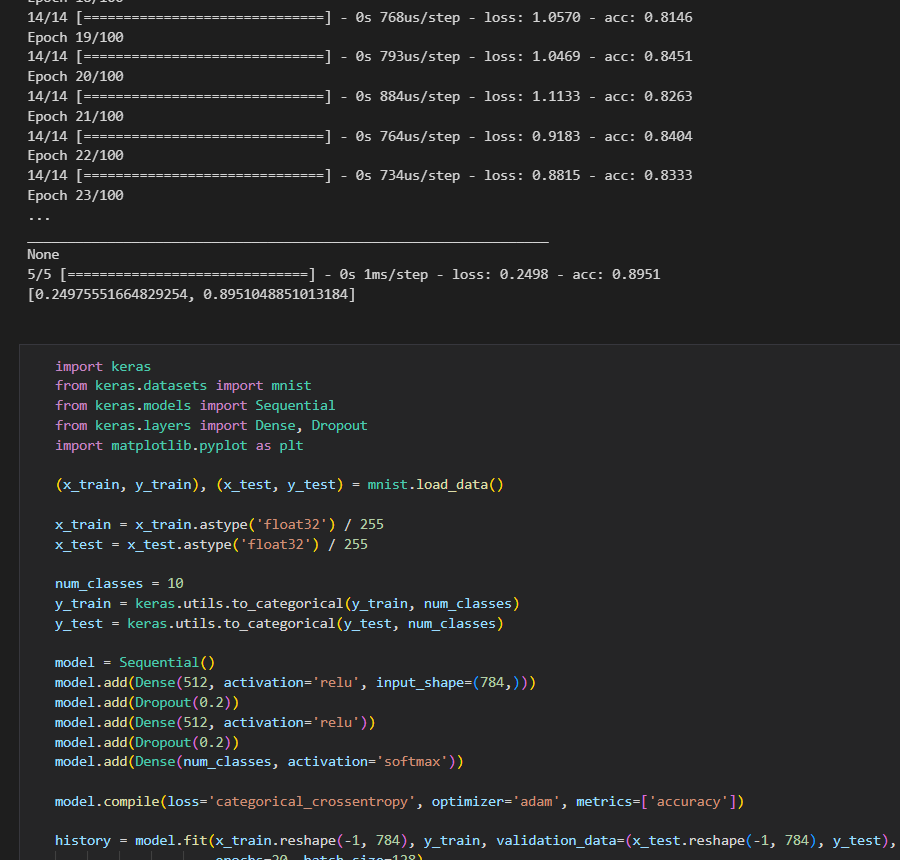 Epoch 18/100
14/14 [==============================] - 0s 768us/step - loss: 1.0570 - acc: 0.8146
Epoch 19/100
14/14 [==============================] - 0s 793us/step - loss: 1.0469 - acc: 0.8451
Epoch 20/100
14/14 [==============================] - 0s 884us/step - loss: 1.1133 - acc: 0.8263
Epoch 21/100
14/14 [==============================] - 0s 764us/step - loss: 0.9183 - acc: 0.8404
Epoch 22/100
14/14 [==============================] - 0s 734us/step - loss: 0.8815 - acc: 0.8333
Epoch 23/100
...
_________________________________________________________________
None
5/5 [==============================] - 0s 1ms/step - loss: 0.2498 - acc: 0.8951
[0.24975551664829254, 0.8951048851013184]
import keras
from keras.datasets import mnist
from keras.models import Sequential
from keras.layers import Dense, Dropout
import matplotlib.pyplot as plt
(x_train, y_train), (x_test, y_test) = mnist.load_data()
x_train = x_train.astype('float32') / 255
x_test = x_test.astype('float32') / 255
num_classes = 10
y_train = keras.utils.to_categorical(y_train, num_classes)
y_test = keras.utils.to_categorical(y_test, num_classes)
model = Sequential()
model.add(Dense(512, activation='relu', input_shape=(784,)))
model.add(Dropout(0.2))
model.add(Dense(512, activation='relu'))
model.add(Dropout(0.2))
model.add(Dense(num_classes, activation='softmax'))
model.compile(loss='categorical_crossentropy', optimizer='adam', metrics=['accuracy'])
history = model.fit(x_train.reshape(-1, 784), y_train, validation_data=(x_test.reshape(-1, 784), y_test),
epochs=20, batch_size=128)